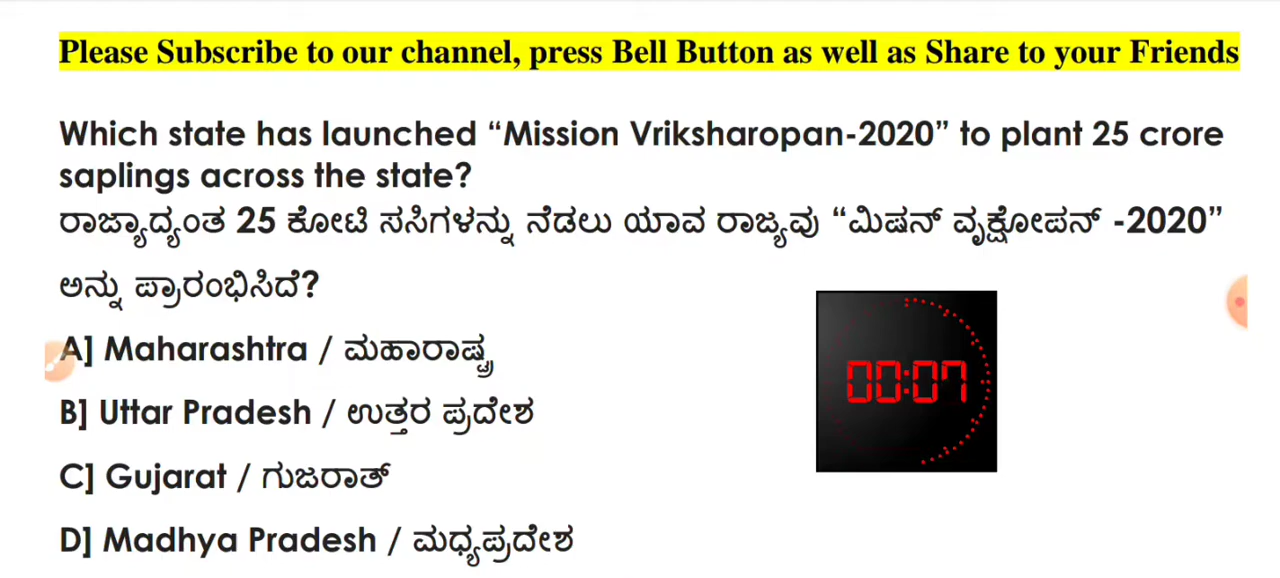 Please Subscribe to our channel, press Bell Button as well as Share to your Friends
Which state has launched “Mission Vriksharopan-2020” to plant 25 crore
saplings across the state?
ರಾಜ್ಯಾದ್ಯಂತ 25 ಕೋಟಿ ಸಸಿಗಳನ್ನು ನೆಡಲು ಯಾವ ರಾಜ್ಯವು “ಮಿಷನ್ ವೃಕ್ಷೋಪನ್ -2020”
ಅನ್ನು ಪ್ರಾರಂಭಿಸಿದೆ?
A] Maharashtra / ಮಹಾರಾಷ್ಟ್ರ
00:07
B] Uttar Pradesh / ಉತ್ತರ ಪ್ರದೇಶ
C] Gujarat / ಗುಜರಾತ್
D] Madhya Pradesh / ಮಧ್ಯಪ್ರದೇಶ